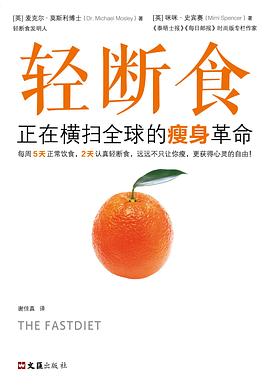 [英] 麦克尔·莫斯利博士 (Dr. Michael Mosley) 著
轻断食发明人
[英] 咪咪·史宾赛 (Mimi Spencer) 著
《泰晤士报》《每日邮报》时尚版专栏作家
轻断食
正在横扫全球的瘦身革命
每周5天正常饮食，2天认真轻断食，远远不只让你瘦，更获得心灵的自由！
谢佳真 译
THE FASTDIET
文匯出版社